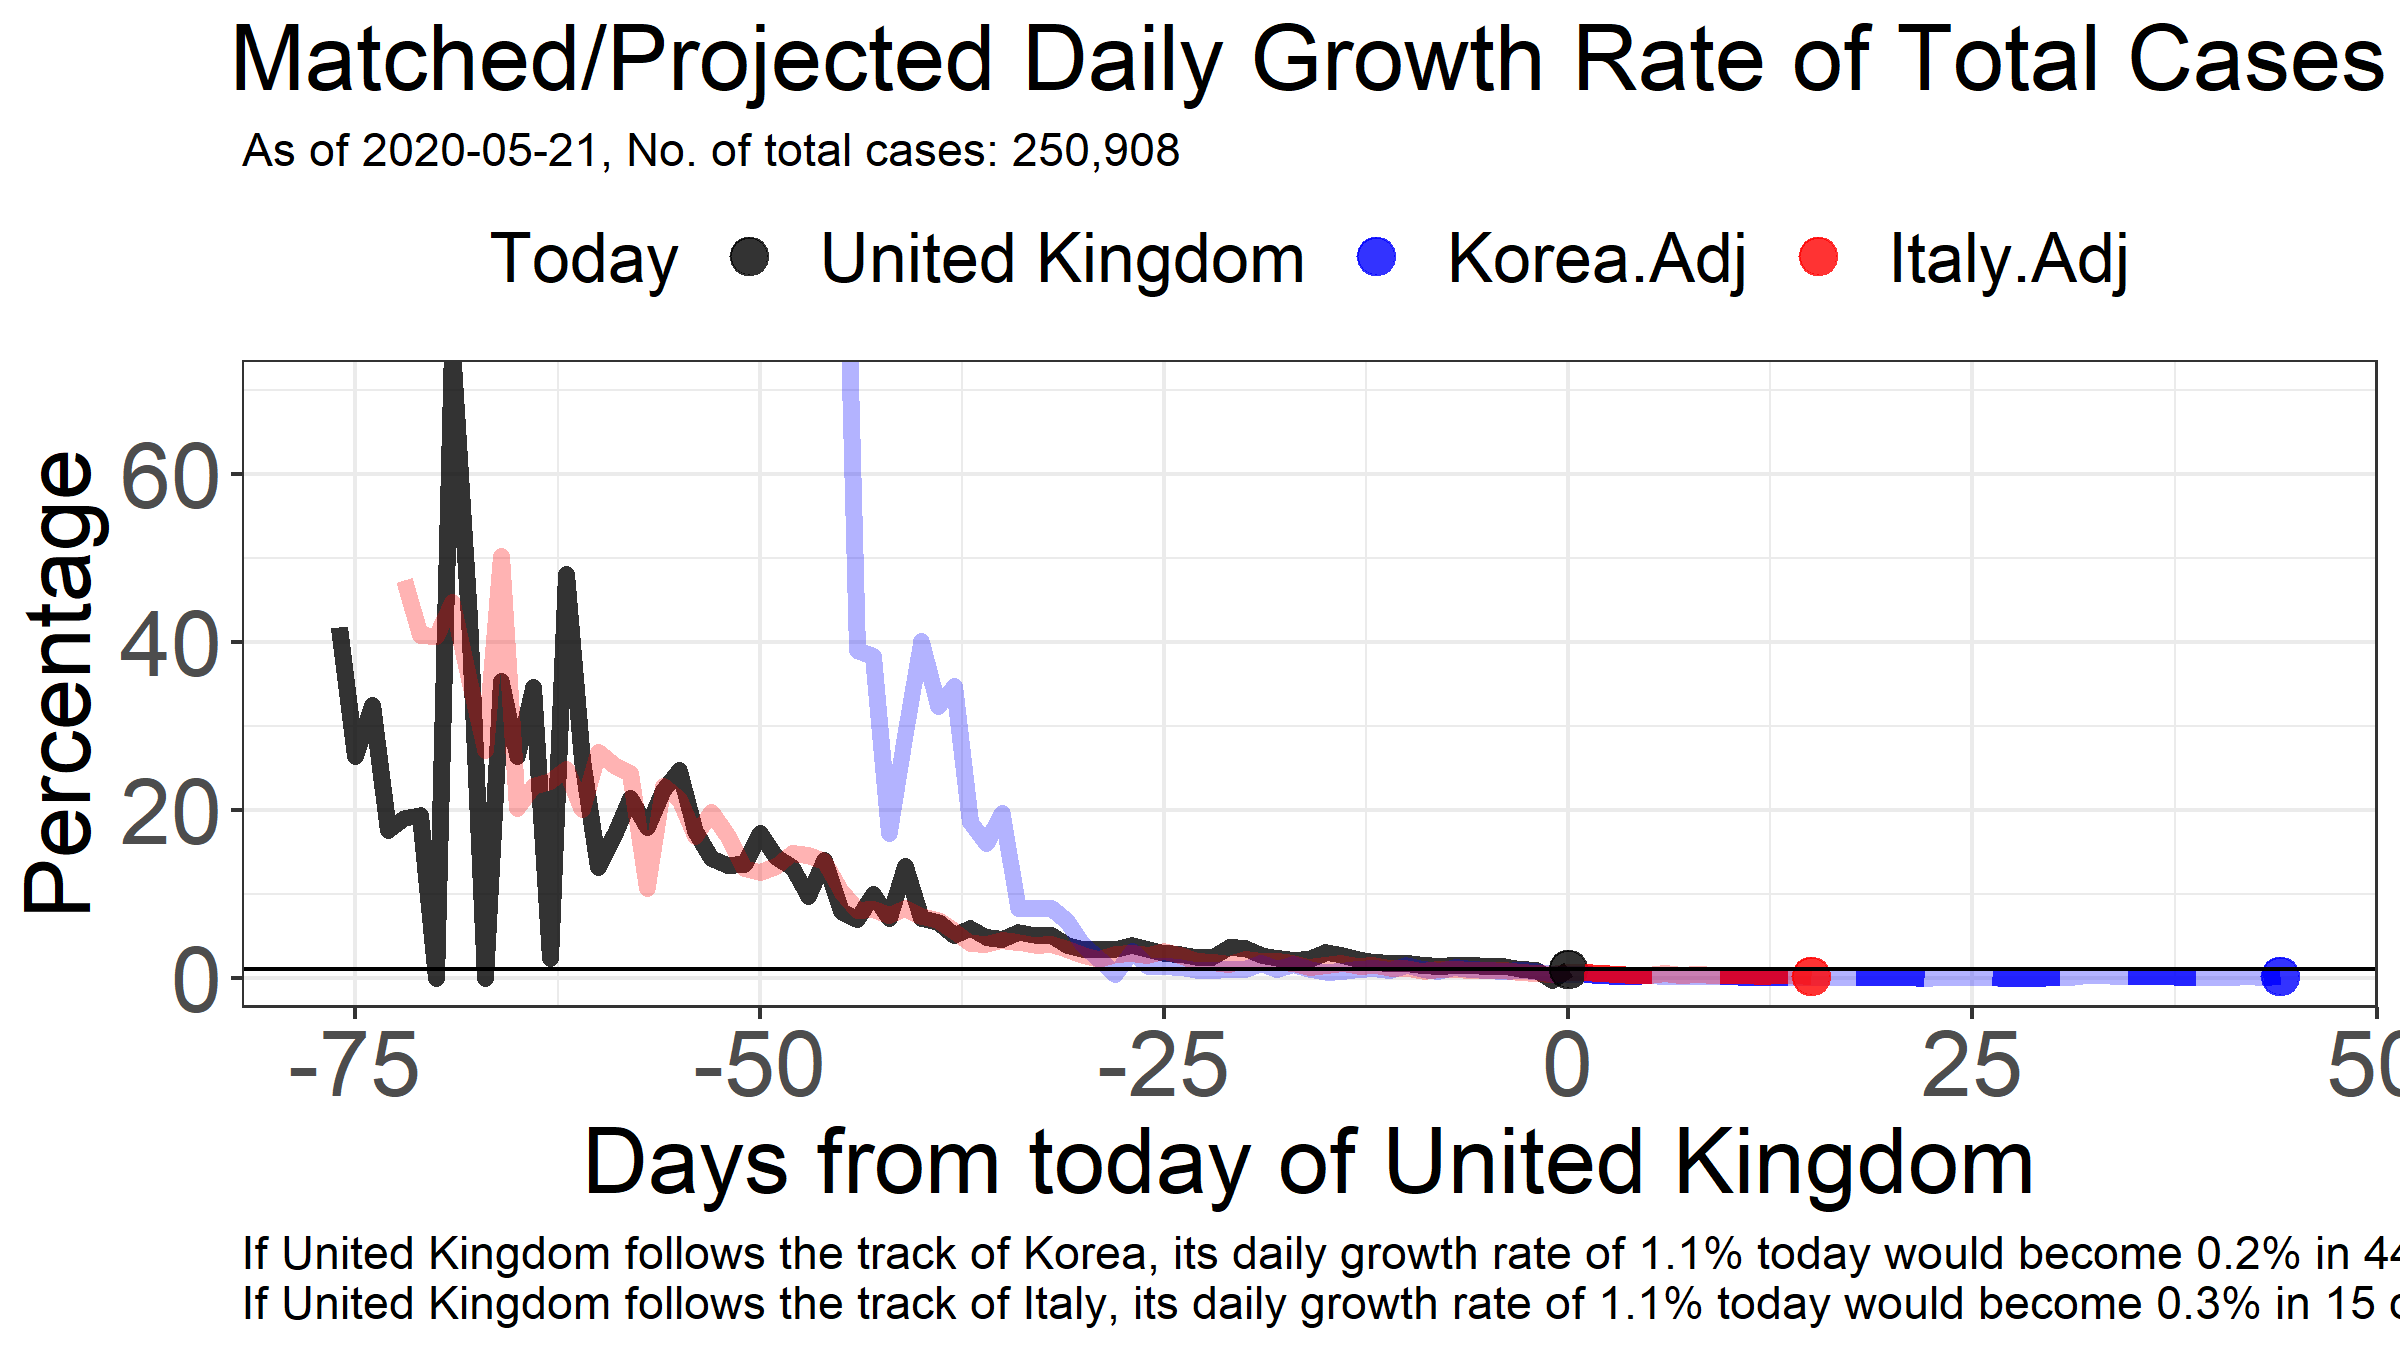 Matched/Projected Daily Growth Rate of Total Cases
As of 2020-05-21, No. of total cases: 250,908
Today United Kingdom Korea.Adj Italy.Adj
Percentage
60
40
20
0
-75 -50 -25 0 25 50
Days from today of United Kingdom
If United Kingdom follows the track of Korea, its daily growth rate of 1.1% today would become 0.2% in 44
If United Kingdom follows the track of Italy, its daily growth rate of 1.1% today would become 0.3% in 15